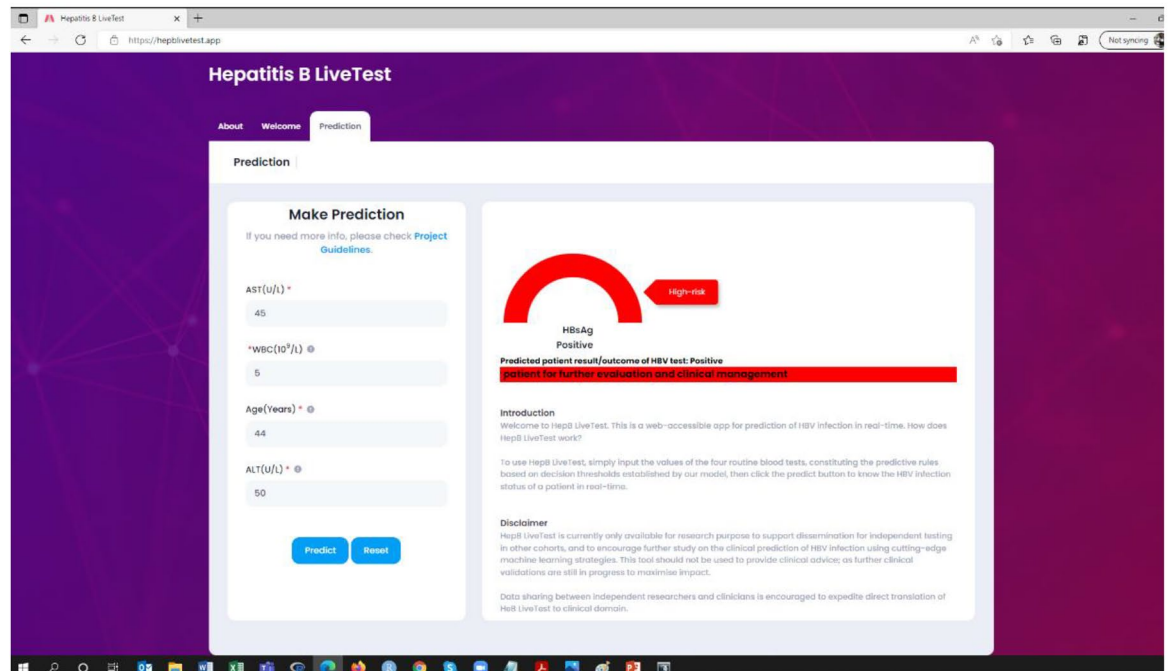 Hepatitis B LiveTest
https://hepblivetest.app
Not syncing
Hepatitis B LiveTest
About Welcome Prediction
Prediction
Make Prediction
If you need more info, please check Project
Guidelines.
AST(U/L) *
45
*WBC(10⁹/L)
5
Age(Years) *
44
ALT(U/L) *
50
Predict Reset
High-risk
HBsAg
Positive
Predicted patient result/outcome of HBV test: Positive
patient for further evaluation and clinical management
Introduction
Welcome to HepB LiveTest. This is a web-accessible app for prediction of HBV infection in real-time. How does
HepB LiveTest work?
To use HepB LiveTest, simply input the values of the four routine blood tests, constituting the predictive rules
based on decision thresholds established by our model, then click the predict button to know the HBV infection
status of a patient in real-time.
Disclaimer
HepB LiveTest is currently only available for research purpose to support dissemination for independent testing
in other cohorts, and to encourage further study on the clinical prediction of HBV infection using cutting-edge
machine learning strategies. This tool should not be used to provide clinical advice; as further clinical
validations are still in progress to maximise impact.
Data sharing between independent researchers and clinicians is encouraged to expedite direct translation of
HeB LiveTest to clinical domain.